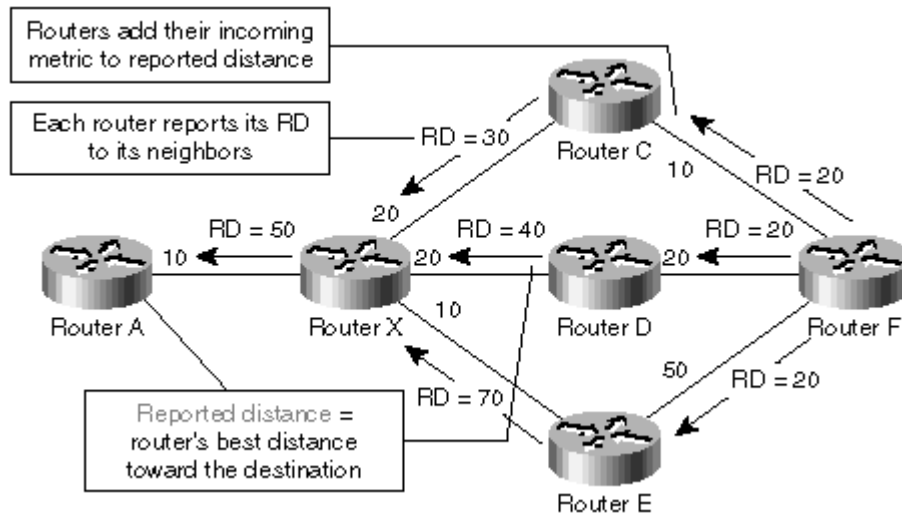 Routers add their incoming
metric to reported distance
Each router reports its RD
to its neighbors
RD = 30
Router C
10
RD = 20
20
RD = 50
RD = 40
RD = 20
10
20
20
Router A
Router X
Router D
Router F
10
50
RD = 70
RD = 20
Reported distance =
router's best distance
toward the destination
Router E